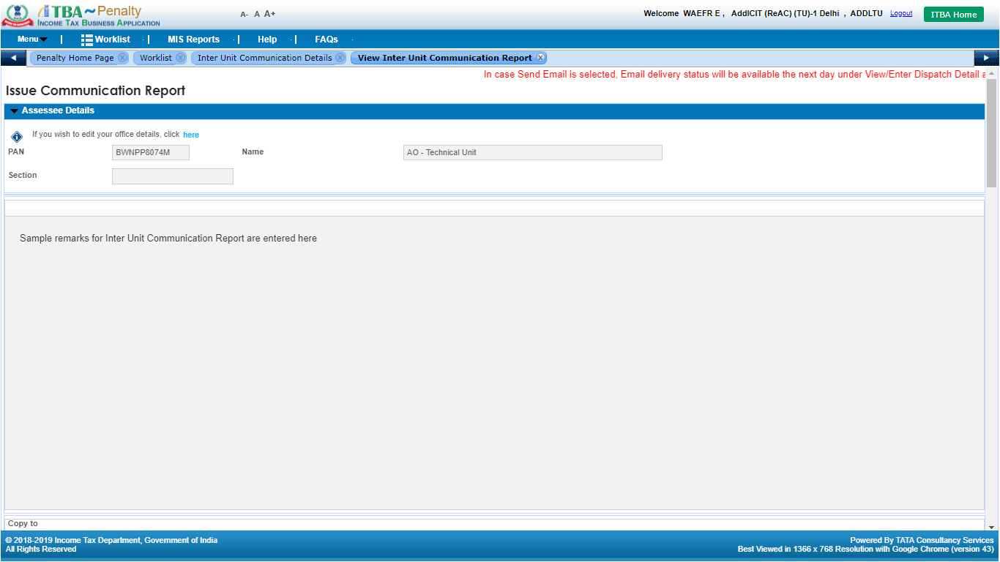 iTBA ~ Penalty
INCOME TAX BUSINESS APPLICATION
A- A A+
Welcome WAEFR E , AddlCIT (ReAC) (TU)-1 Delhi , ADDLTU Logout ITBA Home
Menu | Worklist | MIS Reports | Help | FAQs
Penalty Home Page Worklist Inter Unit Communication Details View Inter Unit Communication Report
In case Send Email is selected, Email delivery status will be available the next day under View/Enter Dispatch Detail a
Issue Communication Report
Assessee Details
If you wish to edit your office details, click here
PAN BWNPP8074M Name AO - Technical Unit
Section
Sample remarks for Inter Unit Communication Report are entered here
Copy to
© 2018-2019 Income Tax Department, Government of India
All Rights Reserved
Powered By TATA Consultancy Services
Best Viewed in 1366 x 768 Resolution with Google Chrome (version 43)